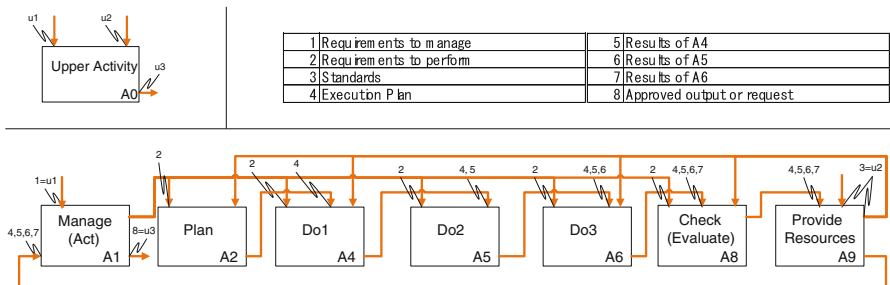 u1
u2
Upper Activity
u3
A0
1 Requirements to manage 5 Results of A4
2 Requirements to perform 6 Results of A5
3 Standards 7 Results of A6
4 Execution Plan 8 Approved output or request
2
2
4
2
4, 5
2
4,5,6
2
4,5,6,7
4,5,6,7
3=u2
1=u1
4,5,6,7
Manage
(Act)
A1
8=u3
Plan
A2
Do1
A4
Do2
A5
Do3
A6
Check
(Evaluate)
A8
Provide
Resources
A9